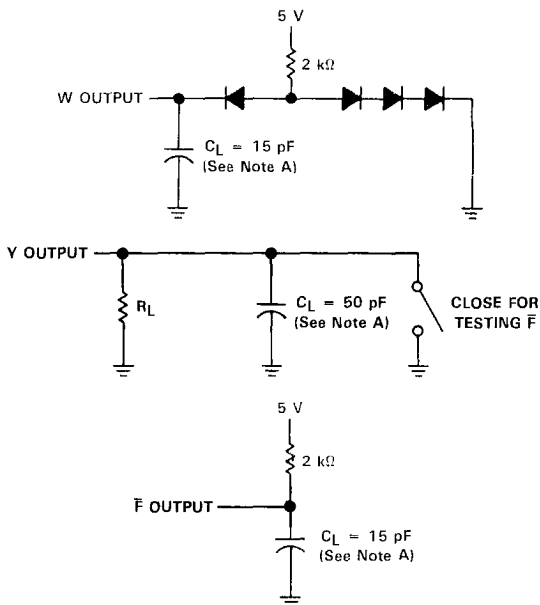 5 V
2 kΩ
W OUTPUT
C_L = 15 pF
(See Note A)
Y OUTPUT
R_L
C_L = 50 pF
(See Note A)
CLOSE FOR
TESTING F̅
5 V
2 kΩ
F̅ OUTPUT
C_L = 15 pF
(See Note A)